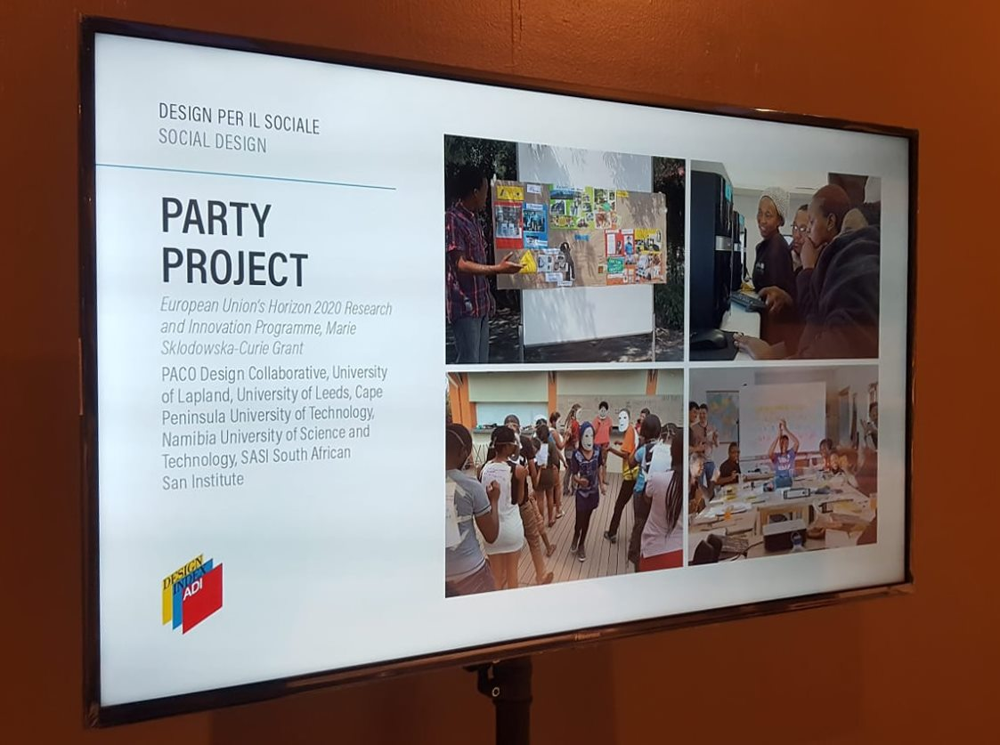 DESIGN PER IL SOCIALE
SOCIAL DESIGN
PARTY
PROJECT
European Union's Horizon 2020 Research
and Innovation Programme, Marie
Sklodowska-Curie Grant
PACO Design Collaborative, University
of Lapland, University of Leeds, Cape
Peninsula University of Technology,
Namibia University of Science and
Technology, SASI South African
San Institute
DESIGN
INDEX
ADI
Hisense